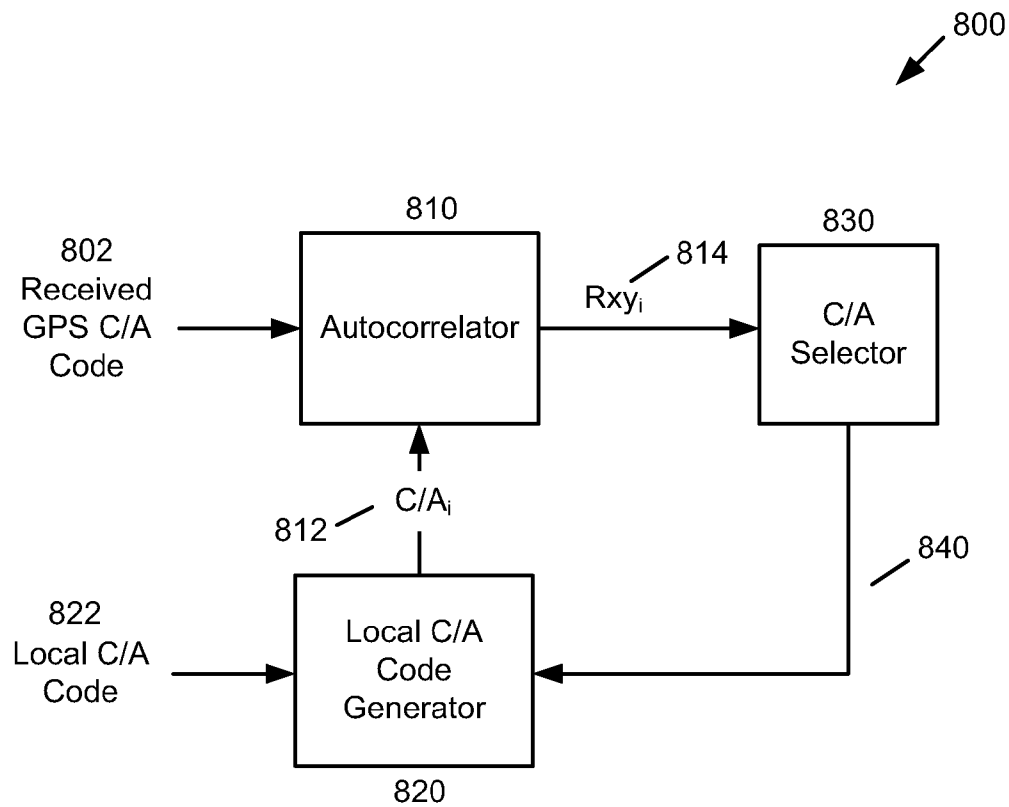 800
810
830
802
Received
GPS C/A
Code
814
Rxyᵢ
Autocorrelator
C/A
Selector
C/Aᵢ
812
840
822
Local C/A
Code
Local C/A
Code
Generator
820